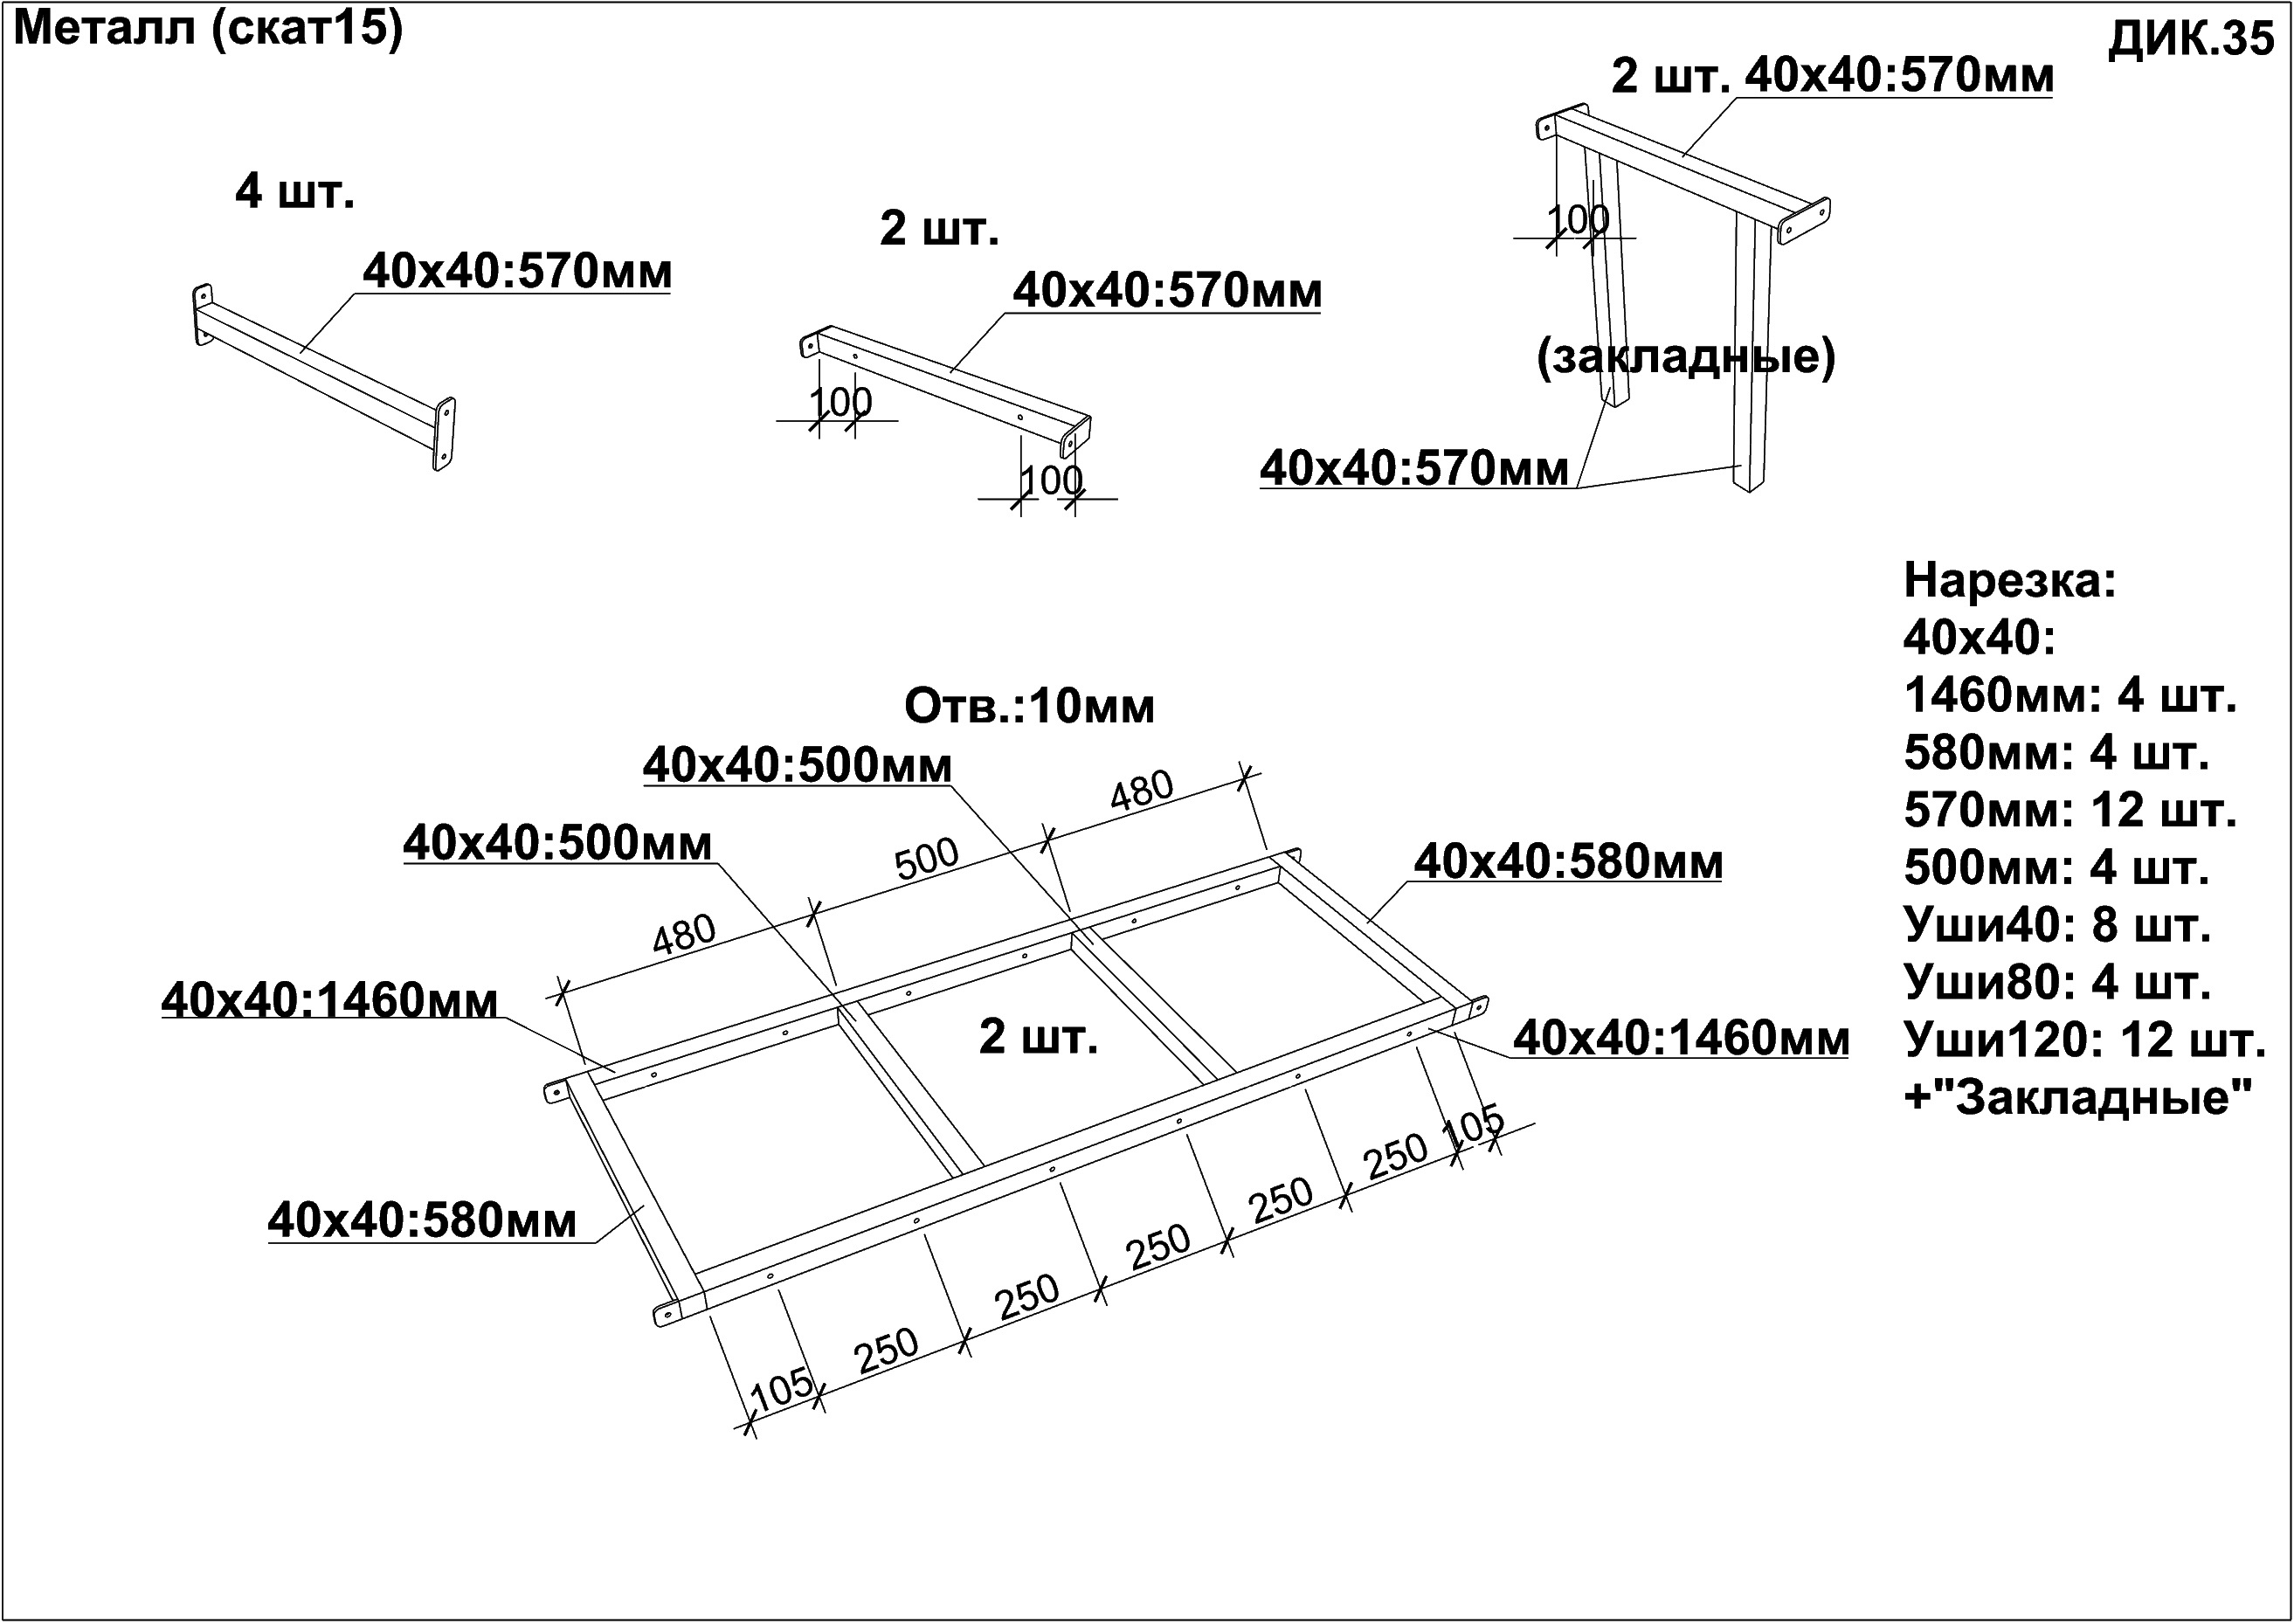 Металл (скат15)
ДИК.35
2 шт. 40х40:570мм
4 шт.
40х40:570мм
2 шт.
40х40:570мм
100
100
100
(закладные)
40х40:570мм
Нарезка:
40х40:
1460мм: 4 шт.
580мм: 4 шт.
570мм: 12 шт.
500мм: 4 шт.
Уши40: 8 шт.
Уши80: 4 шт.
Уши120: 12 шт.
+"Закладные"
Отв.:10мм
40х40:500мм
480
40х40:500мм
500
40х40:580мм
480
40х40:1460мм
2 шт.
40х40:1460мм
40х40:580мм
105
250
250
250
250
250
105